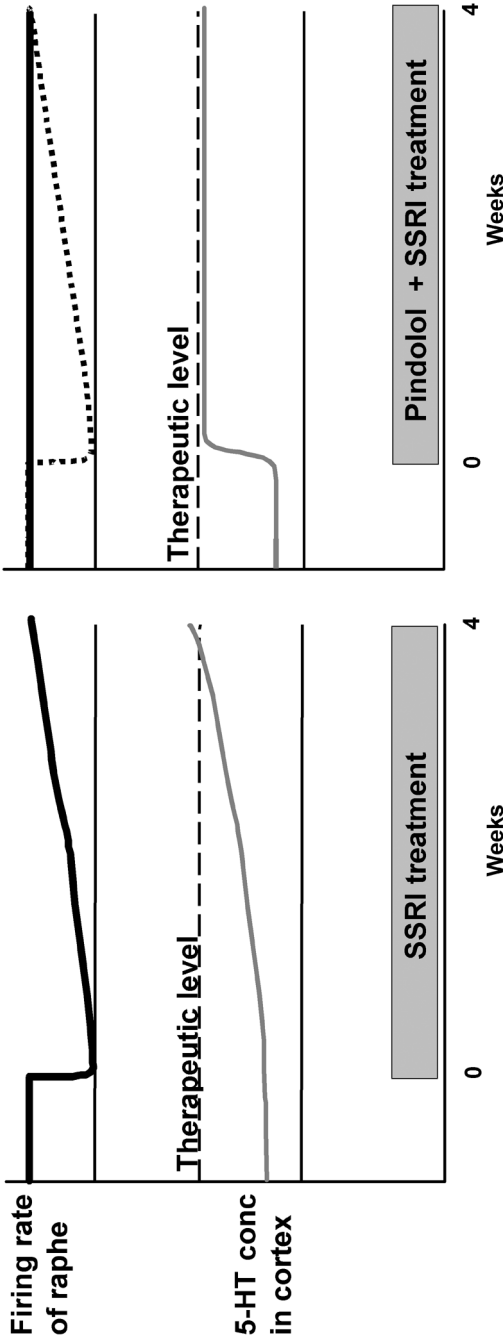 Firing rate
of raphe
Therapeutic level
5-HT conc
in cortex
SSRI treatment
0
4
Weeks
Therapeutic level
Pindolol + SSRI treatment
0
4
Weeks